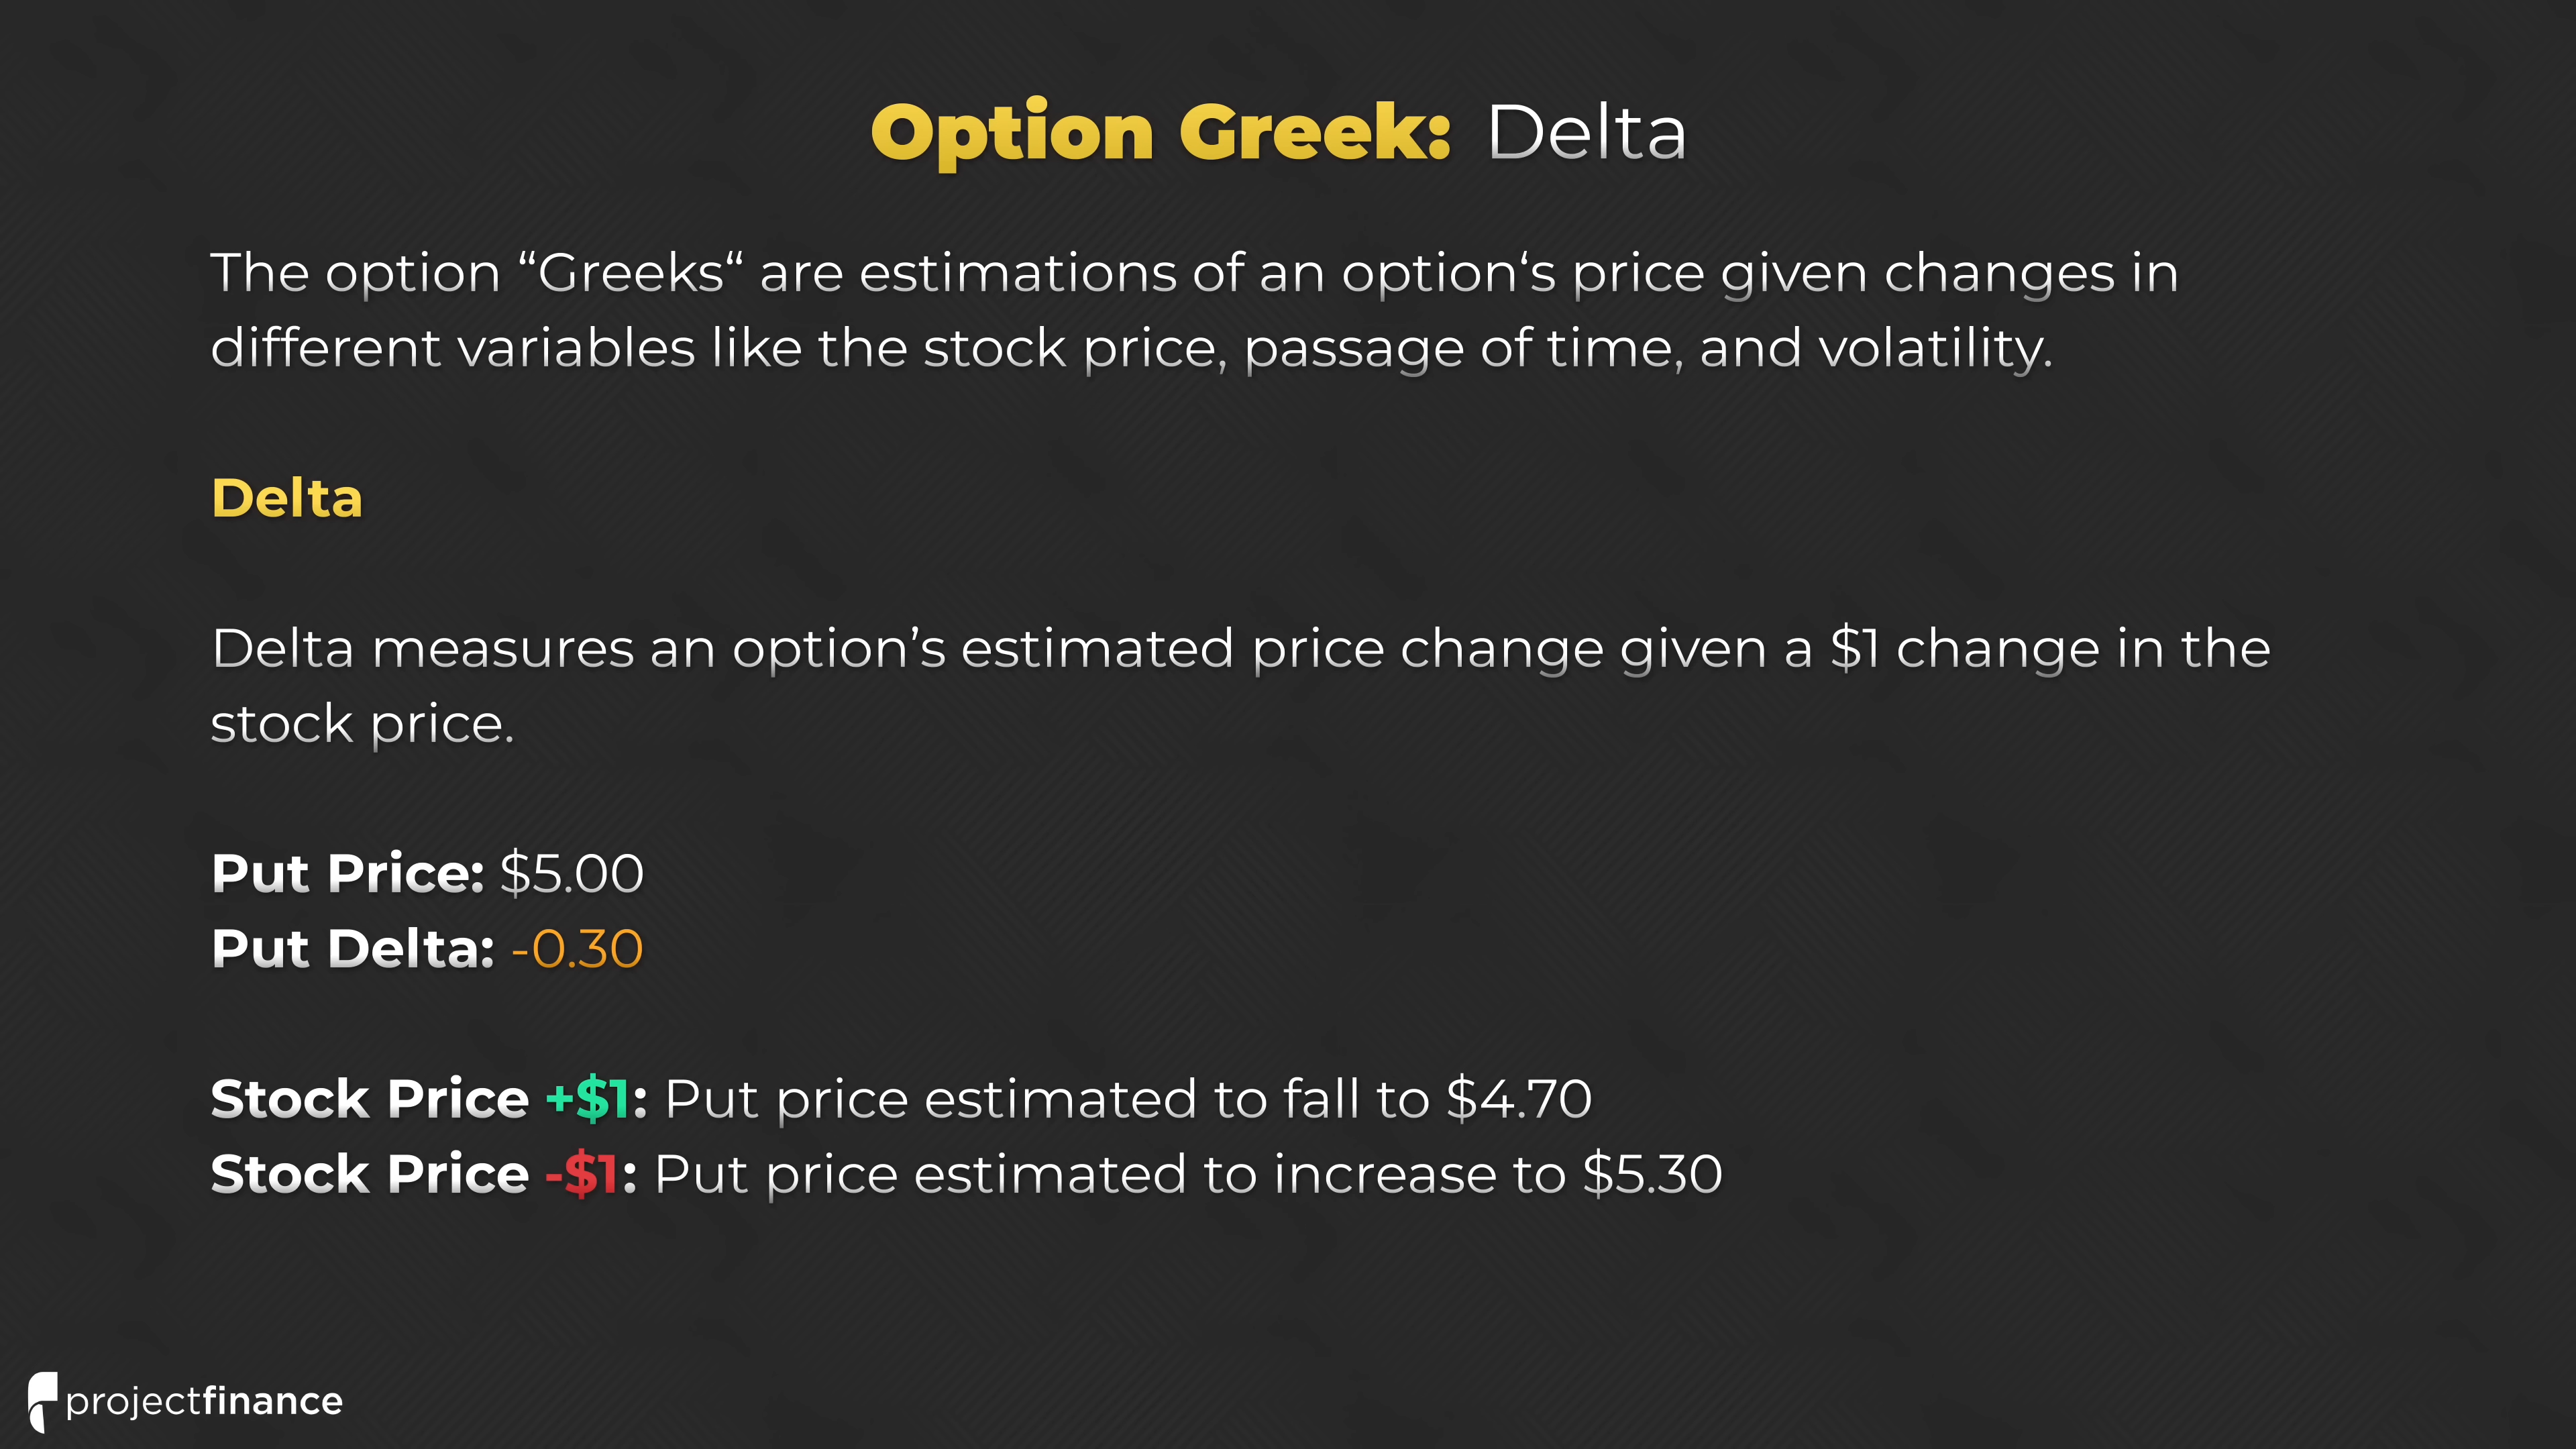 Option Greek: Delta
The option “Greeks“ are estimations of an option‘s price given changes in
different variables like the stock price, passage of time, and volatility.
Delta
Delta measures an option’s estimated price change given a $1 change in the
stock price.
Put Price: $5.00
Put Delta: -0.30
Stock Price +$1: Put price estimated to fall to $4.70
Stock Price -$1: Put price estimated to increase to $5.30
projectfinance